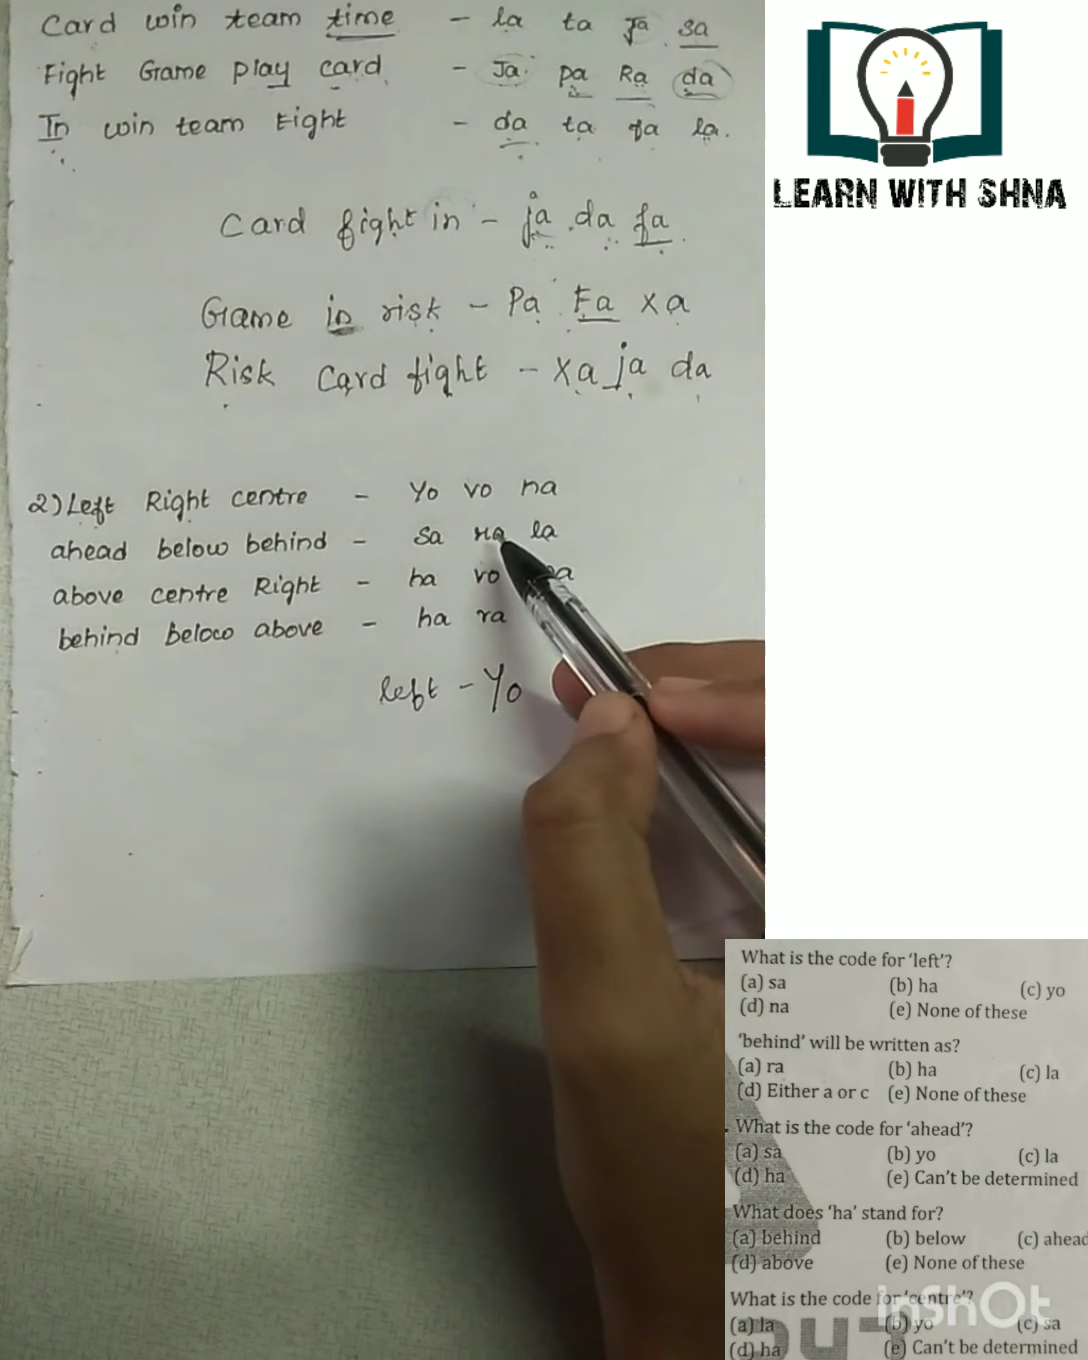 Card win team time - la ta Ja sa
Fight Game play card - Ja pa Ra da
In win team Fight - da ta fa la.
Card fight in - ja da fa
Game in risk - Pa Fa xa
Risk Card fight - xa ja da
2) Left Right centre - Yo vo na
ahead below behind - sa ra la
above centre Right - ha vo
behind below above - ha ra
left - Yo
LEARN WITH SHNA
What is the code for 'left'?
(a) sa (b) ha (c) yo
(d) na (e) None of these
'behind' will be written as?
(a) ra (b) ha (c) la
(d) Either a or c (e) None of these
What is the code for 'ahead'?
(a) sa (b) yo (c) la
(d) ha (e) Can't be determined
What does 'ha' stand for?
(a) behind (b) below (c) ahead
(d) above (e) None of these
What is the code for 'centre'?
(a) la (b) yo (c) sa
(d) ha (e) Can't be determined
InShOt